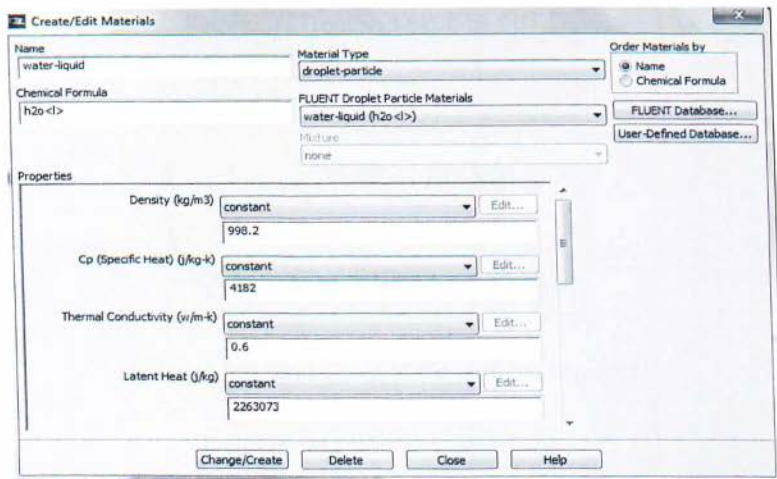 Create/Edit Materials
Name
water-liquid
Material Type
droplet-particle
Order Materials by
Name
Chemical Formula
Chemical Formula
h2o<l>
FLUENT Droplet Particle Materials
water-liquid (h2o<l>)
FLUENT Database...
User-Defined Database...
Mixture
none
Properties
Density (kg/m3) constant Edit...
998.2
Cp (Specific Heat) (j/kg-k) constant Edit...
4182
Thermal Conductivity (w/m-k) constant Edit...
0.6
Latent Heat (j/kg) constant Edit...
2263073
Change/Create Delete Close Help